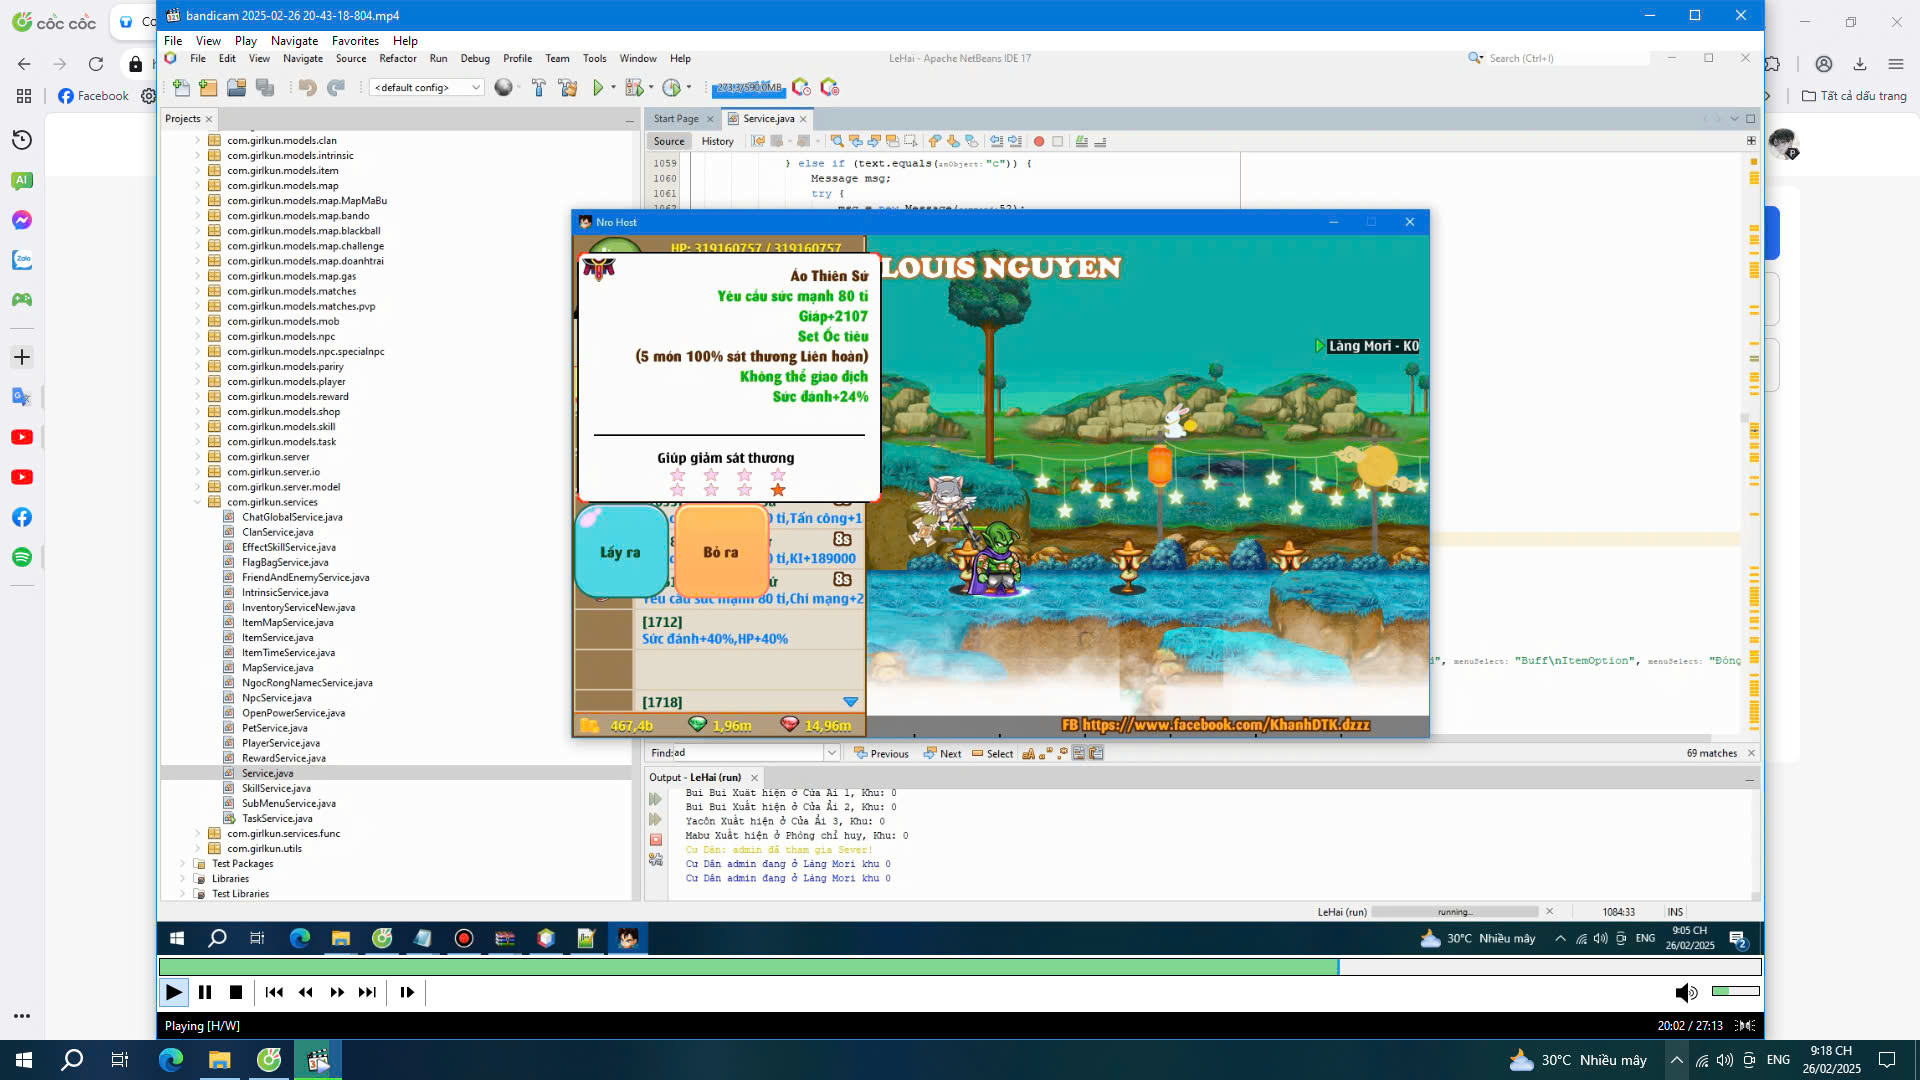 cốc cốc
bandicam 2025-02-26 20-43-18-804.mp4
File View Play Navigate Favorites Help
File Edit View Navigate Source Refactor Run Debug Profile Team Tools Window Help
LeHai - Apache NetBeans IDE 17
Search (Ctrl+I)
<default config>
Facebook
Tất cả dấu trang
Projects
Start Page
Service.java
Source History
com.girlkun.models.clan
com.girlkun.models.intrinsic
com.girlkun.models.item
com.girlkun.models.map
com.girlkun.models.map.MapMaBu
com.girlkun.models.map.bando
com.girlkun.models.map.blackball
com.girlkun.models.map.challenge
com.girlkun.models.map.doanhtrai
com.girlkun.models.map.gas
com.girlkun.models.matches
com.girlkun.models.matches.pvp
com.girlkun.models.mob
com.girlkun.models.npc
com.girlkun.models.npc.specialnpc
com.girlkun.models.pariry
com.girlkun.models.player
com.girlkun.models.reward
com.girlkun.models.shop
com.girlkun.models.skill
com.girlkun.models.task
com.girlkun.server
com.girlkun.server.io
com.girlkun.server.model
com.girlkun.services
ChatGlobalService.java
ClanService.java
EffectSkillService.java
FlagBagService.java
FriendAndEnemyService.java
IntrinsicService.java
InventoryServiceNew.java
ItemMapService.java
ItemService.java
ItemTimeService.java
MapService.java
NgocRongNamecService.java
NpcService.java
OpenPowerService.java
PetService.java
PlayerService.java
RewardService.java
Service.java
SkillService.java
SubMenuService.java
TaskService.java
com.girlkun.services.func
com.girlkun.utils
Test Packages
Libraries
Test Libraries
1059 } else if (text.equals(anObject: "c")) {
1060 Message msg;
1061 try {
Nro Host
HP: 319160757 / 319160757
Áo Thiên Sứ
Yêu cầu sức mạnh 80 tỉ
Giáp+2107
Set Ốc tiêu
(5 món 100% sát thương Liên hoàn)
Không thể giao dịch
Sức đánh+24%
Giúp giảm sát thương
Lấy ra
Bỏ ra
0 tỉ,Tấn công+1
8s
0 tỉ,KI+189000
8s
Yêu cầu sức mạnh 80 tỉ,Chí mạng+2
[1712]
Sức đánh+40%,HP+40%
[1718]
467,4b 1,96m 14,96m
LOUIS NGUYEN
Làng Mori - K0
FB https://www.facebook.com/KhanhDTK.dzzz
", menuSelect: "Buff\nItemOption", menuSelect: "Đóng
Find: ad
Previous Next Select
69 matches
Output - LeHai (run)
Bui Bui Xuất hiện ở Cửa Ải 1, Khu: 0
Bui Bui Xuất hiện ở Cửa Ải 2, Khu: 0
Yacôn Xuất hiện ở Cửa Ải 3, Khu: 0
Mabu Xuất hiện ở Phòng chỉ huy, Khu: 0
Cư Dân: admin đã tham gia Sever!
Cư Dân admin đang ở Làng Mori khu 0
Cư Dân admin đang ở Làng Mori khu 0
LeHai (run) running... 1084:33 INS
30°C Nhiều mây ENG 9:05 CH
26/02/2025
2
Playing [H/W]
20:02 / 27:13
30°C Nhiều mây ENG 9:18 CH
26/02/2025